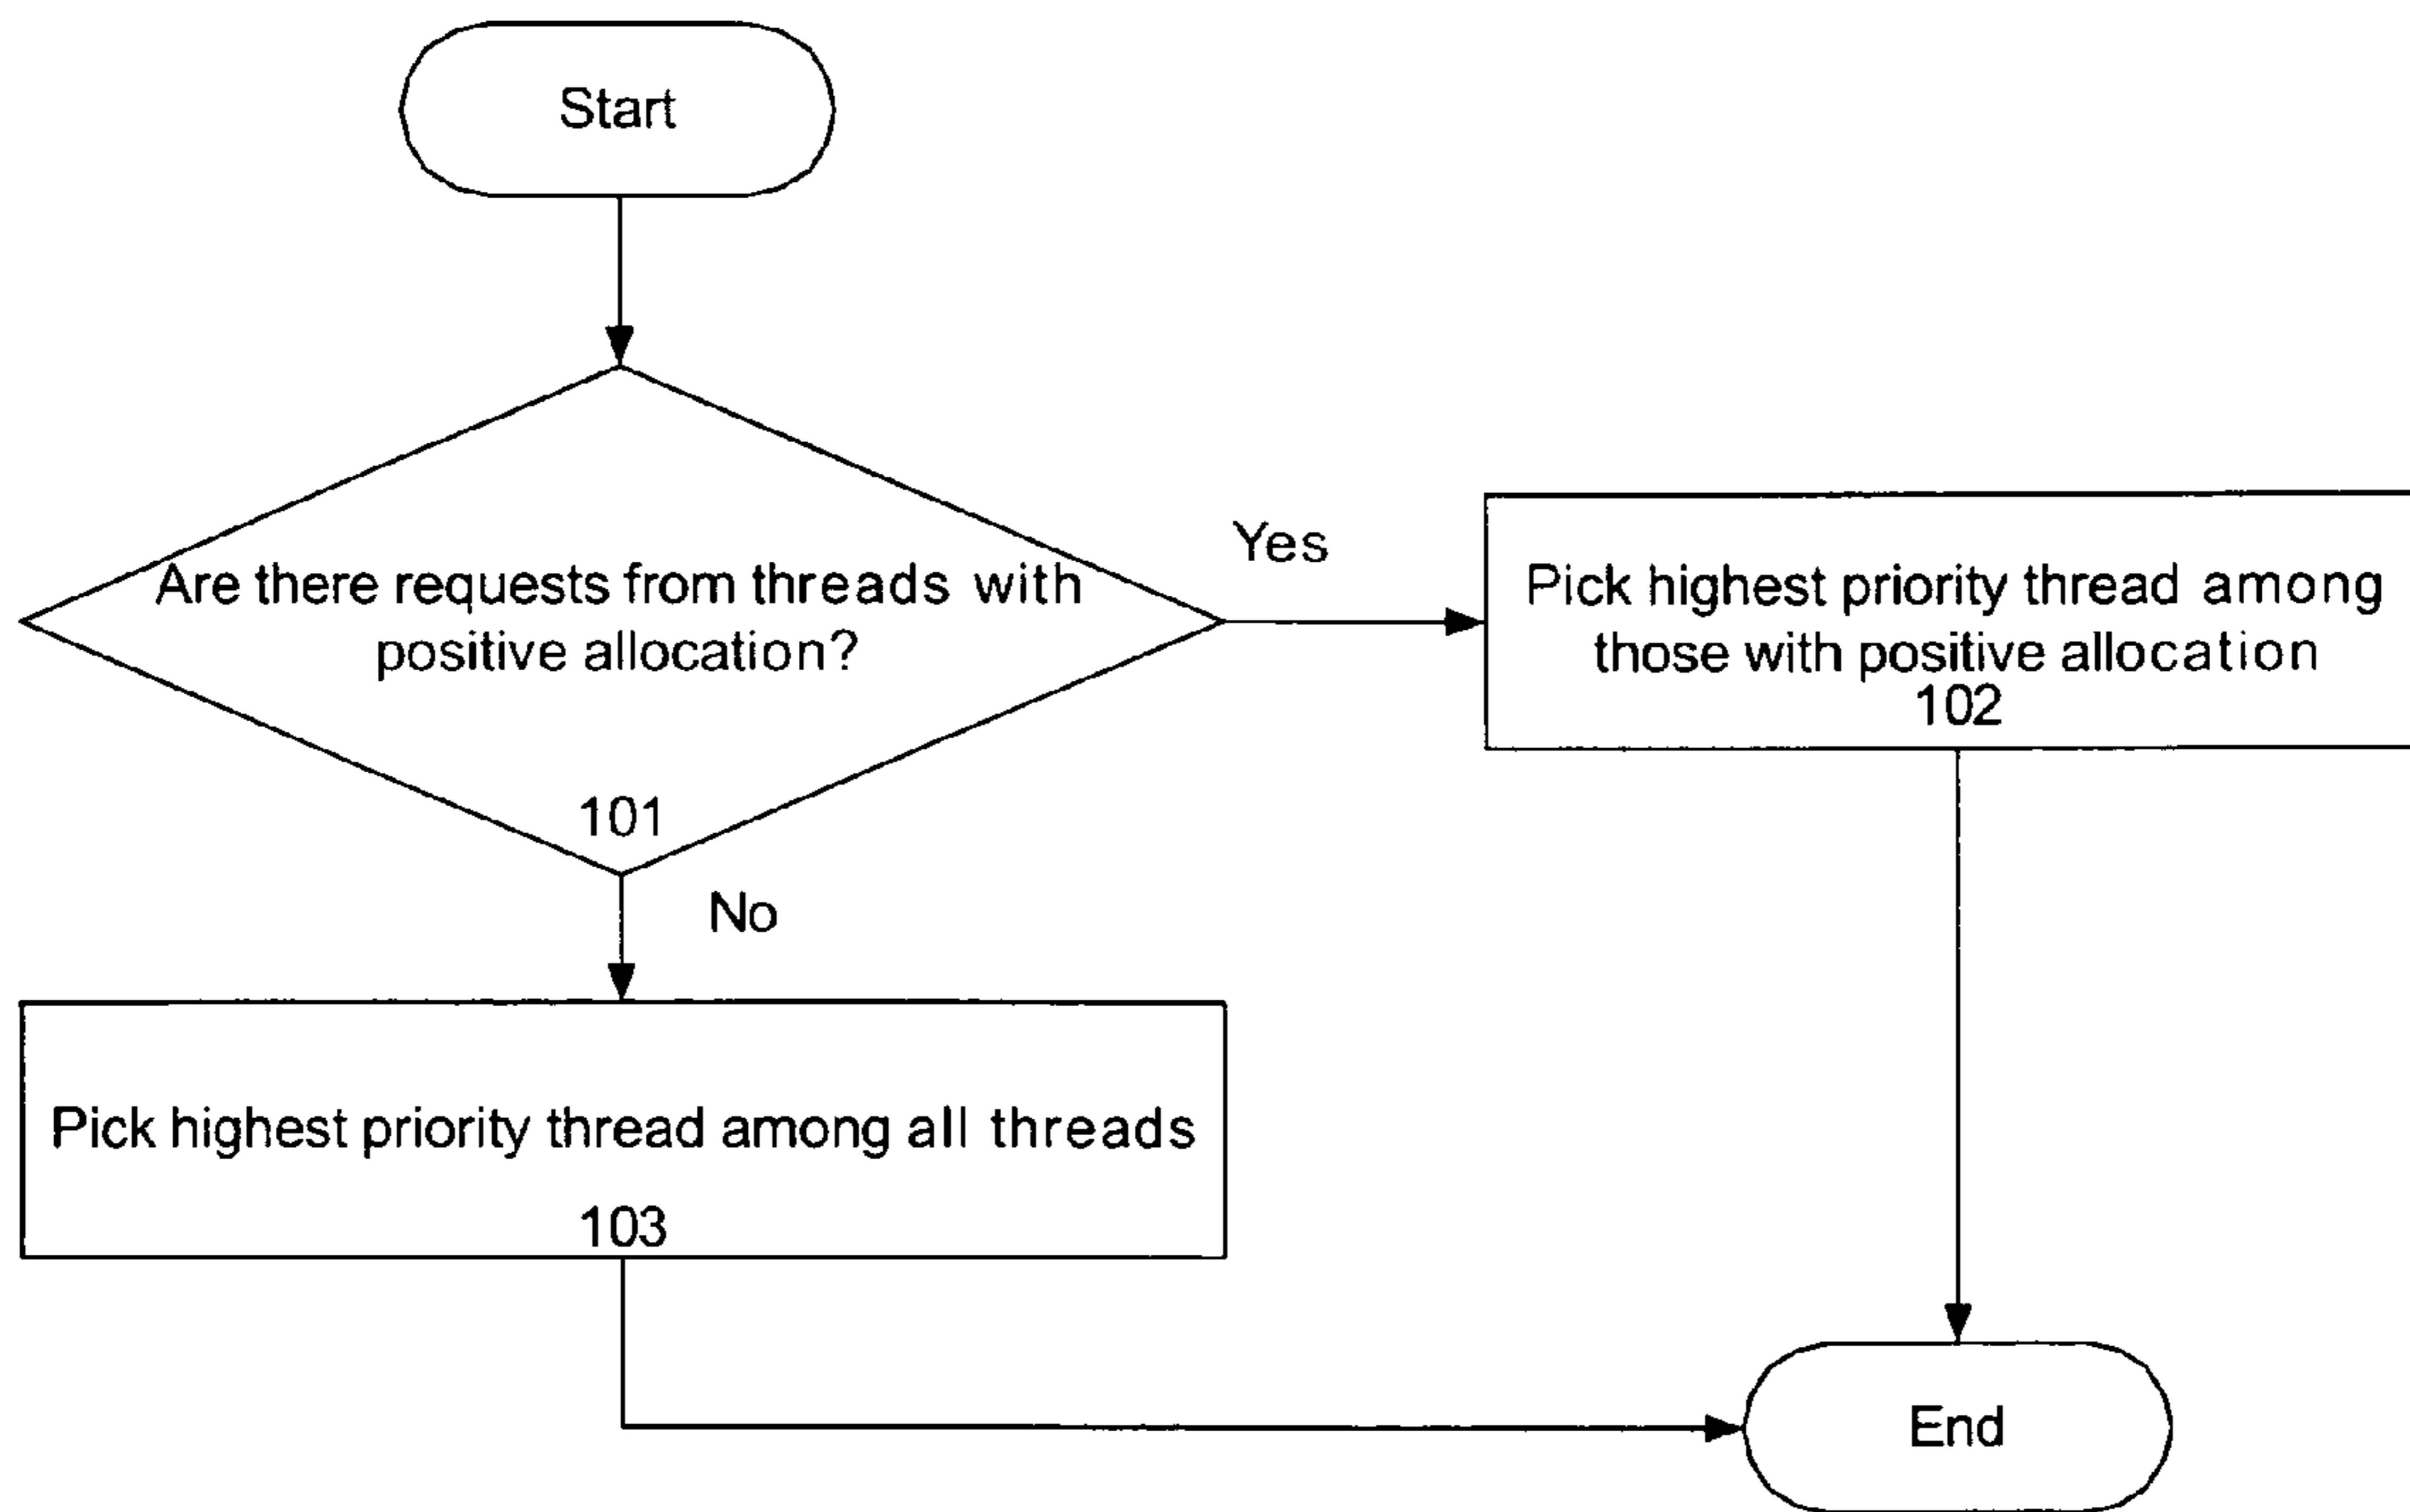 Start
Are there requests from threads with
positive allocation?
101
Yes
Pick highest priority thread among
those with positive allocation
102
No
Pick highest priority thread among all threads
103
End